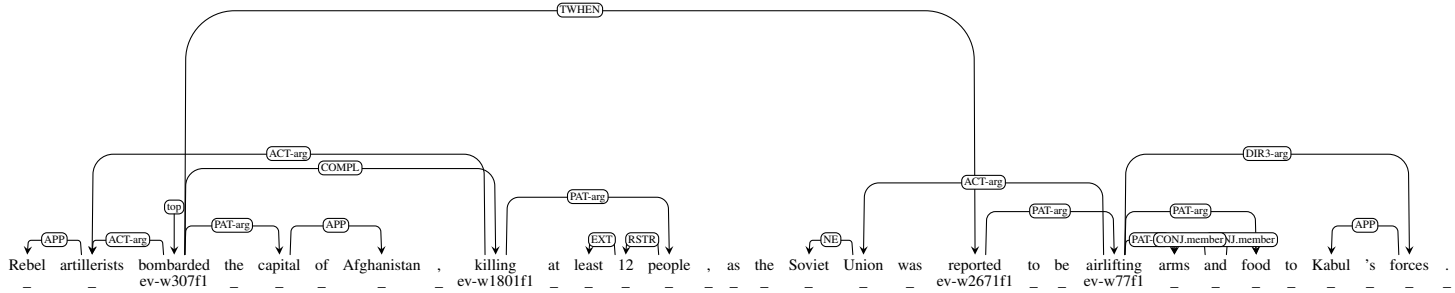 TWHEN
ACT-arg DIR3-arg
COMPL
ACT-arg
PAT-arg
top PAT-arg PAT-arg
PAT-arg APP
APP ACT-arg EXT RSTR NE PAT- CONJ.member NJ.member APP
Rebel artillerists bombarded the capital of Afghanistan , killing at least 12 people , as the Soviet Union was reported to be airlifting arms and food to Kabul 's forces .
_ _ ev-w307f1 _ _ _ _ _ ev-w1801f1 _ _ _ _ _ _ _ _ _ _ ev-w2671f1 _ _ ev-w77f1 _ _ _ _ _ _ _ _